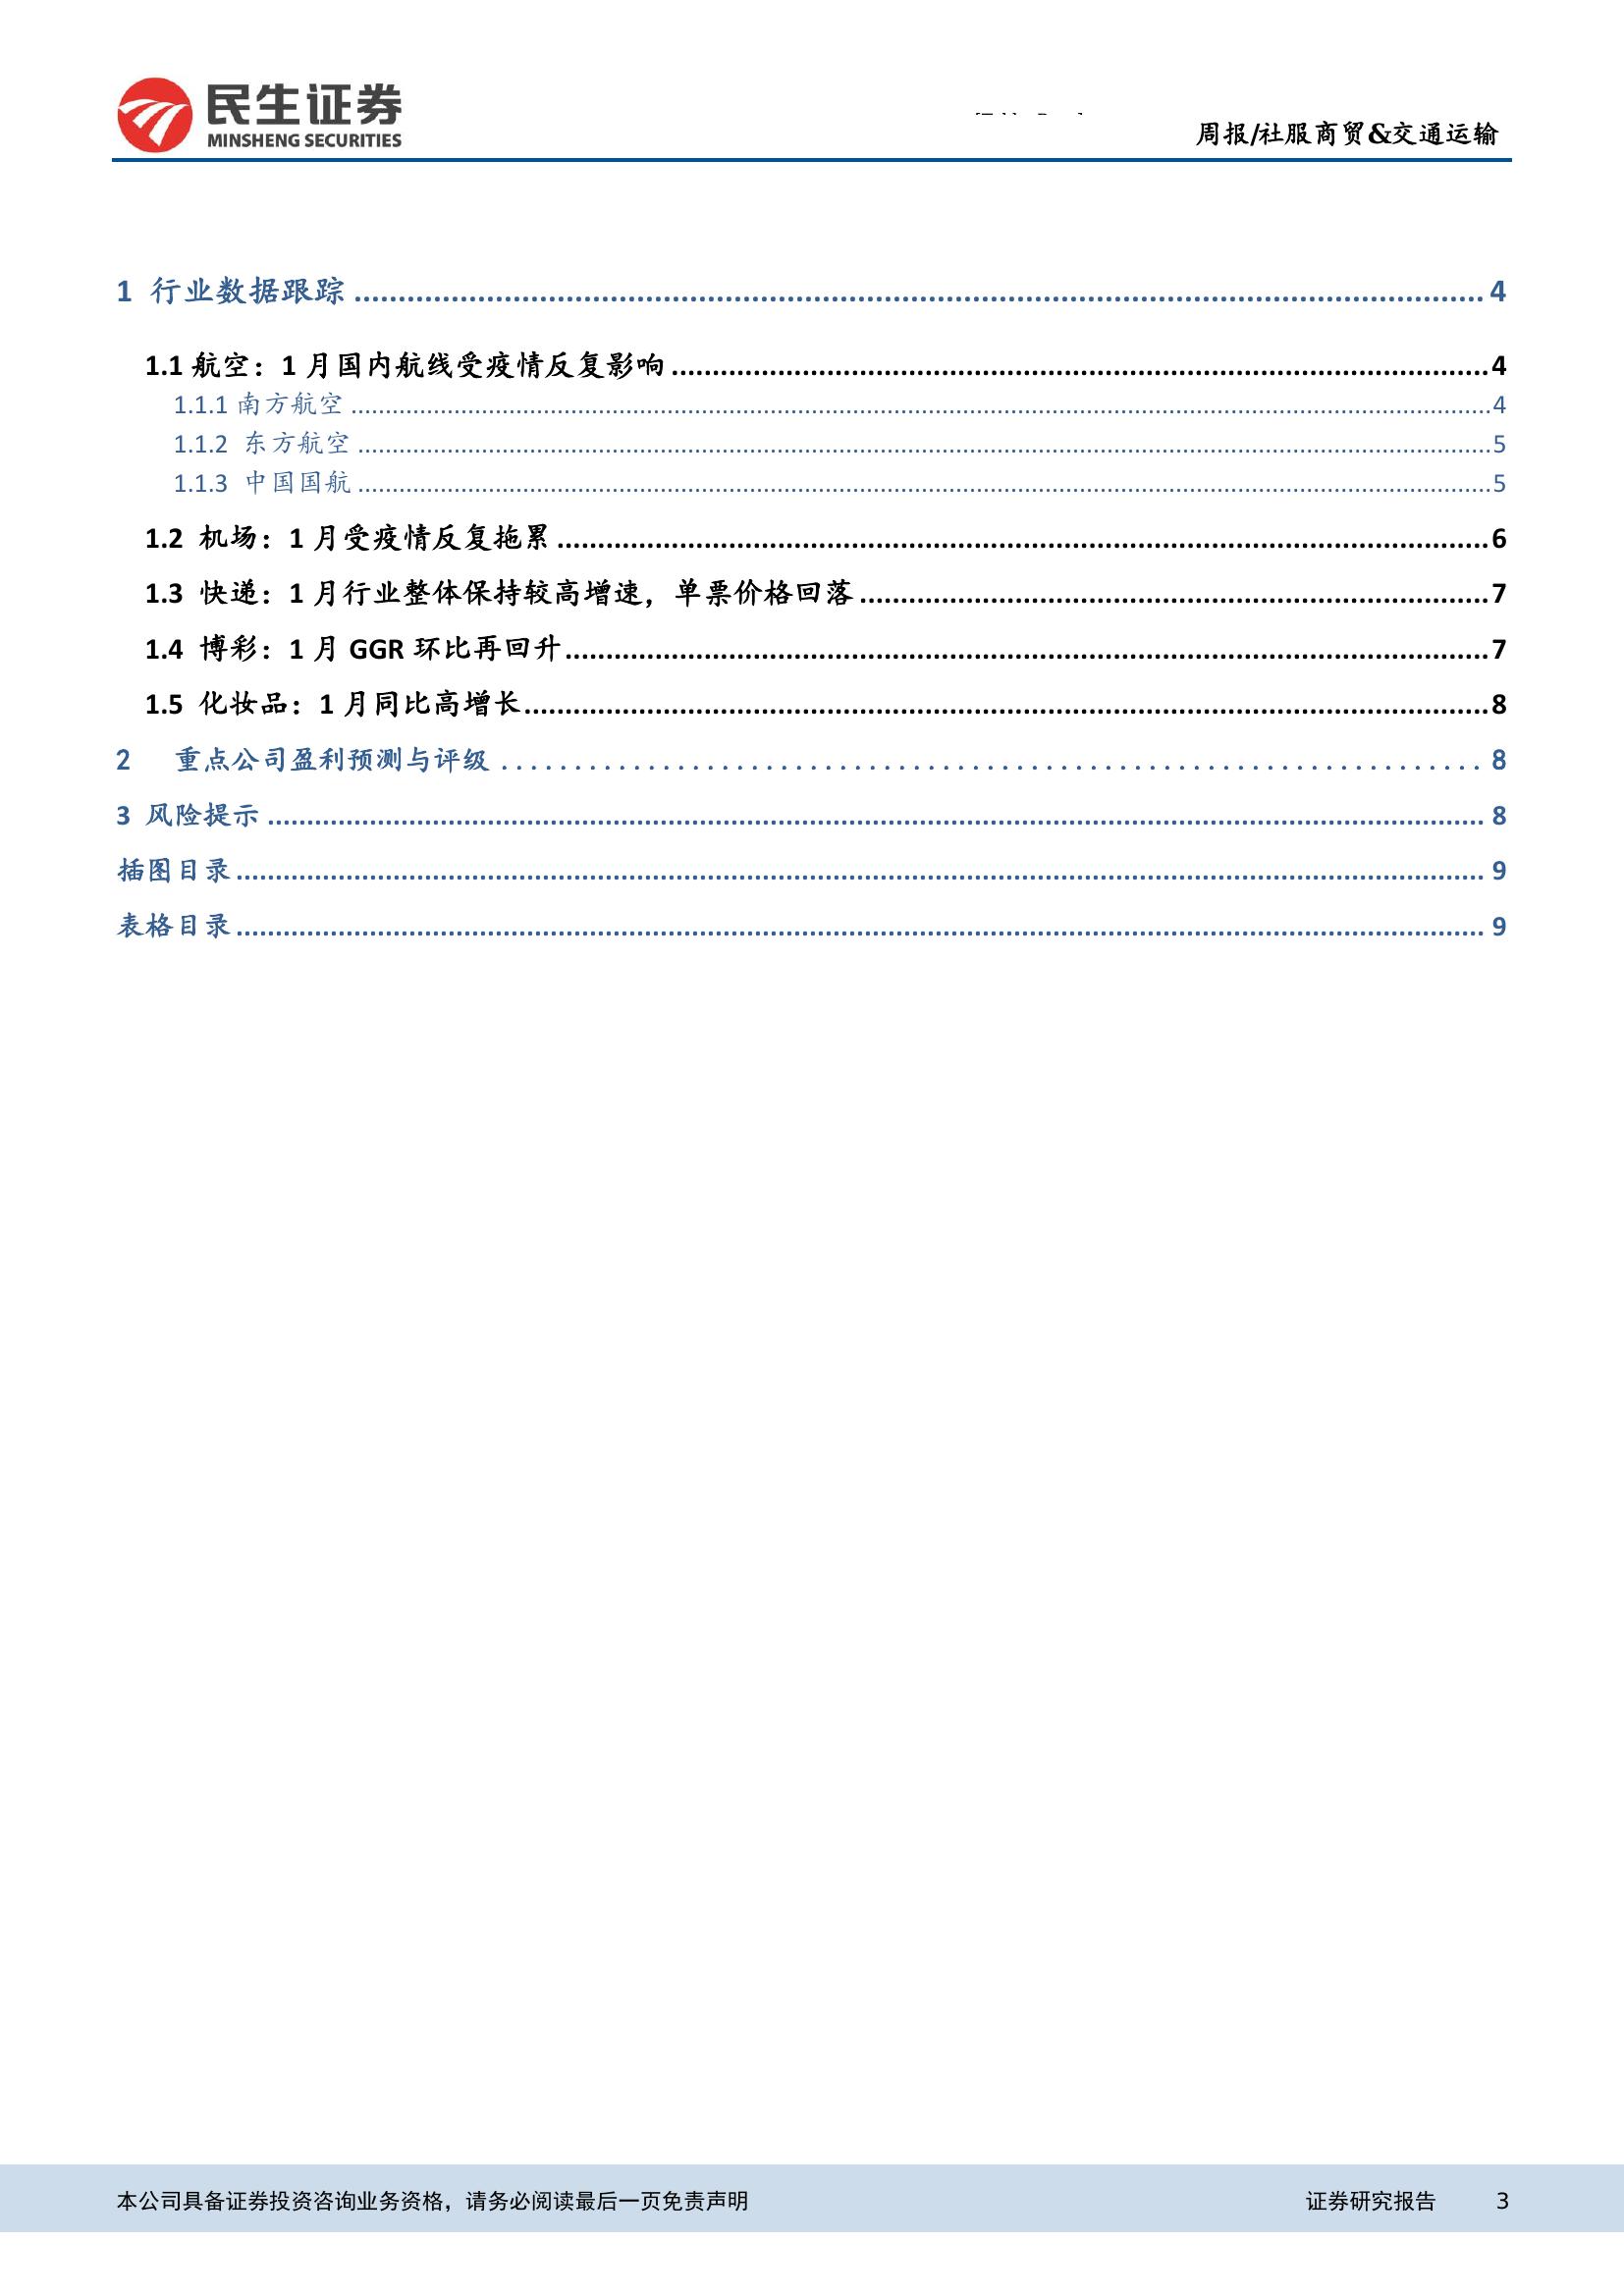 民生证券
MINSHENG SECURITIES
周报/社服商贸&交通运输
1 行业数据跟踪 4
1.1 航空：1 月国内航线受疫情反复影响 4
1.1.1 南方航空 4
1.1.2 东方航空 5
1.1.3 中国国航 5
1.2 机场：1 月受疫情反复拖累 6
1.3 快递：1 月行业整体保持较高增速，单票价格回落 7
1.4 博彩：1 月 GGR 环比再回升 7
1.5 化妆品：1 月同比高增长 8
2 重点公司盈利预测与评级 8
3 风险提示 8
插图目录 9
表格目录 9
本公司具备证券投资咨询业务资格，请务必阅读最后一页免责声明 证券研究报告 3